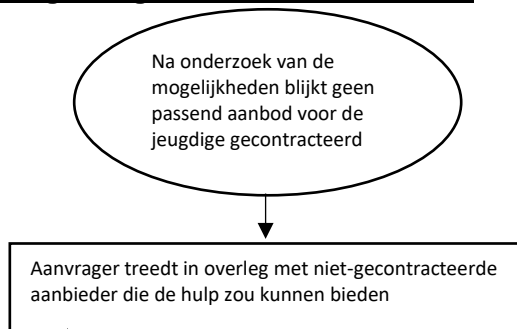 Na onderzoek van de
mogelijkheden blijkt geen
passend aanbod voor de
jeugdige gecontracteerd
Aanvrager treedt in overleg met niet-gecontracteerde
aanbieder die de hulp zou kunnen bieden